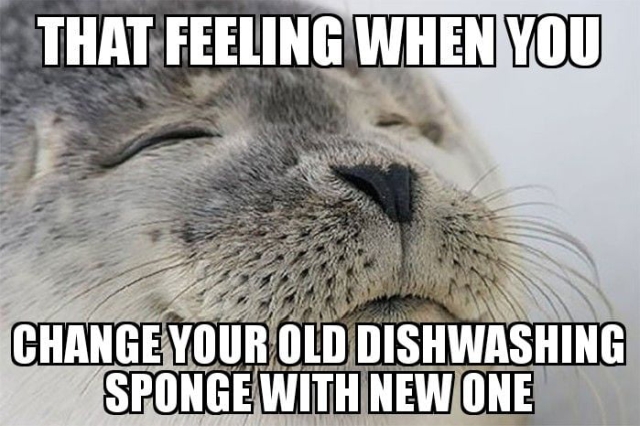 THAT FEELING WHEN YOU
CHANGE YOUR OLD DISHWASHING
SPONGE WITH NEW ONE